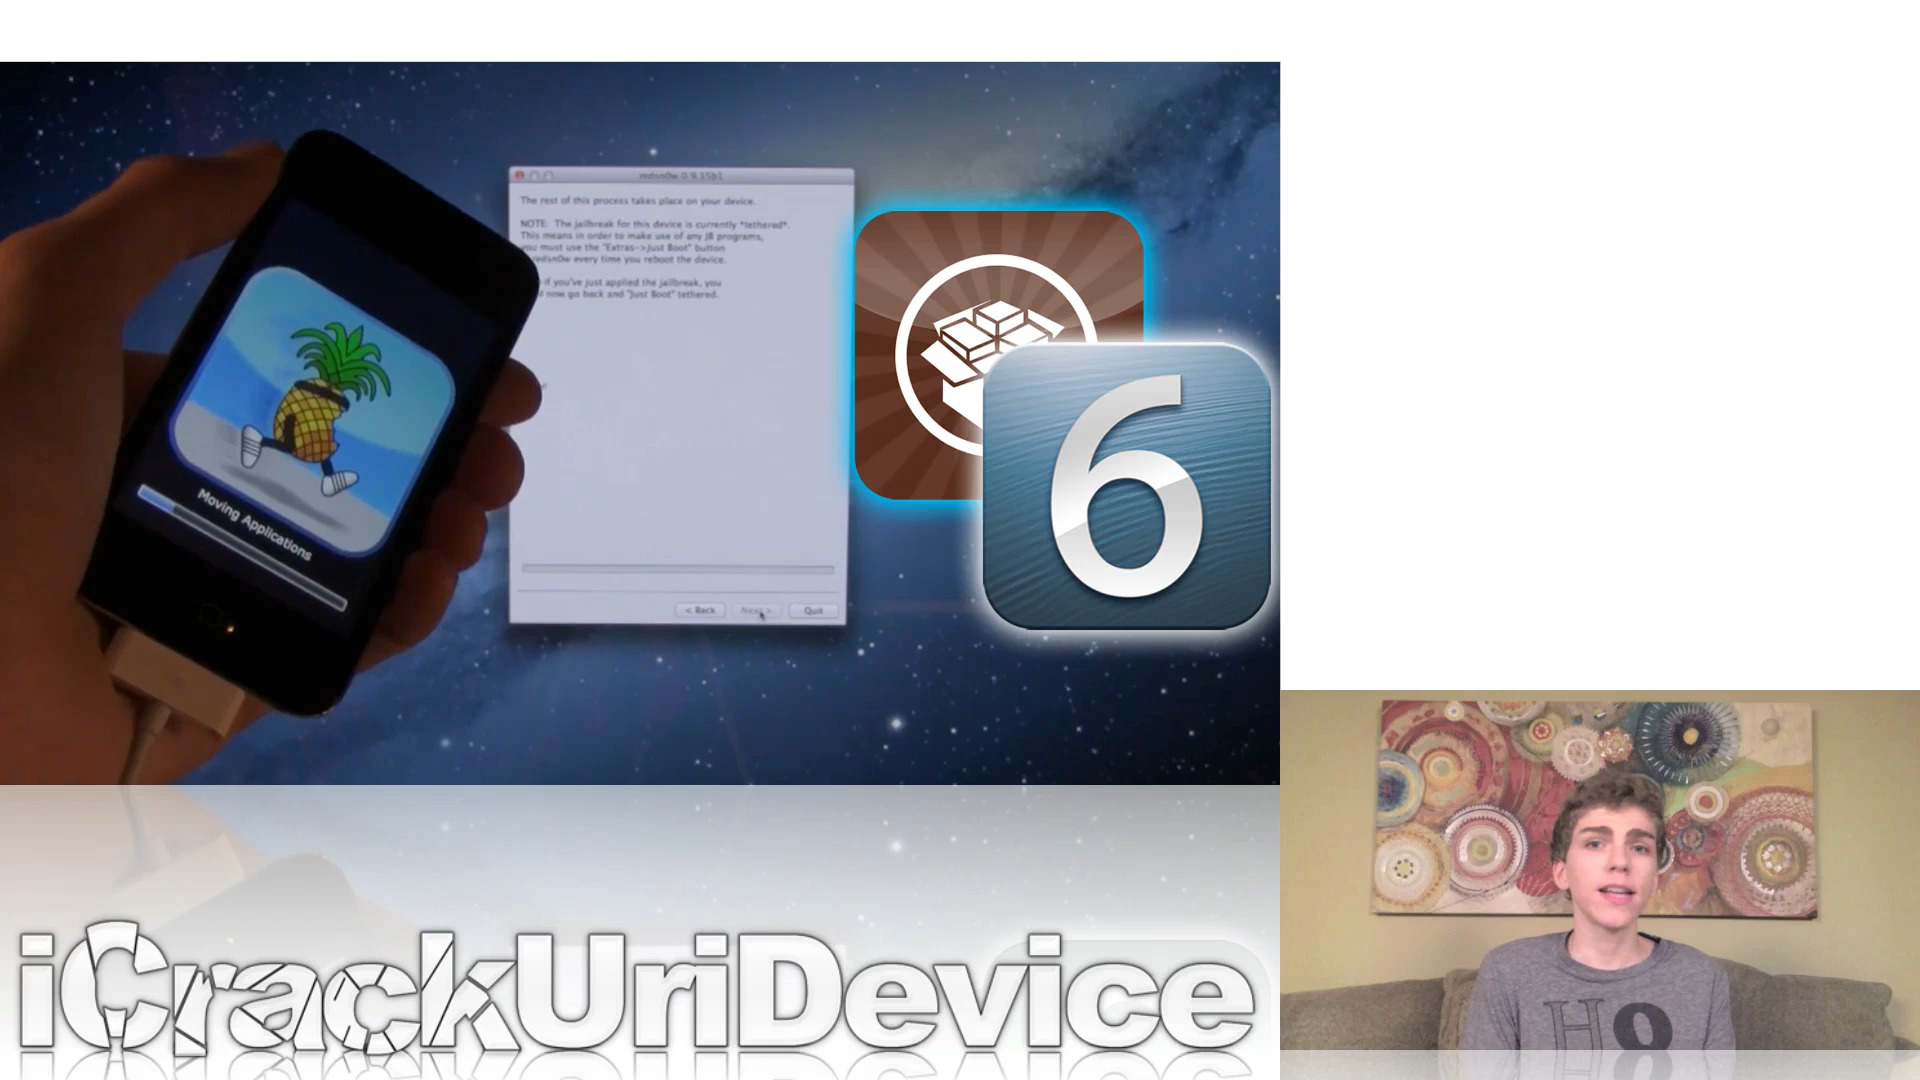 redsn0w 0.9.15b1
The rest of this process takes place on your device.
NOTE: The jailbreak for this device is currently *tethered*.
This means in order to make use of any JB programs,
you must use the "Extras->Just Boot" button
redsn0w every time you reboot the device.
if you've just applied the jailbreak, you
now go back and "Just Boot" tethered.
< Back
Next >
Quit
Moving Applications
6
iCrackUriDevice
Ho